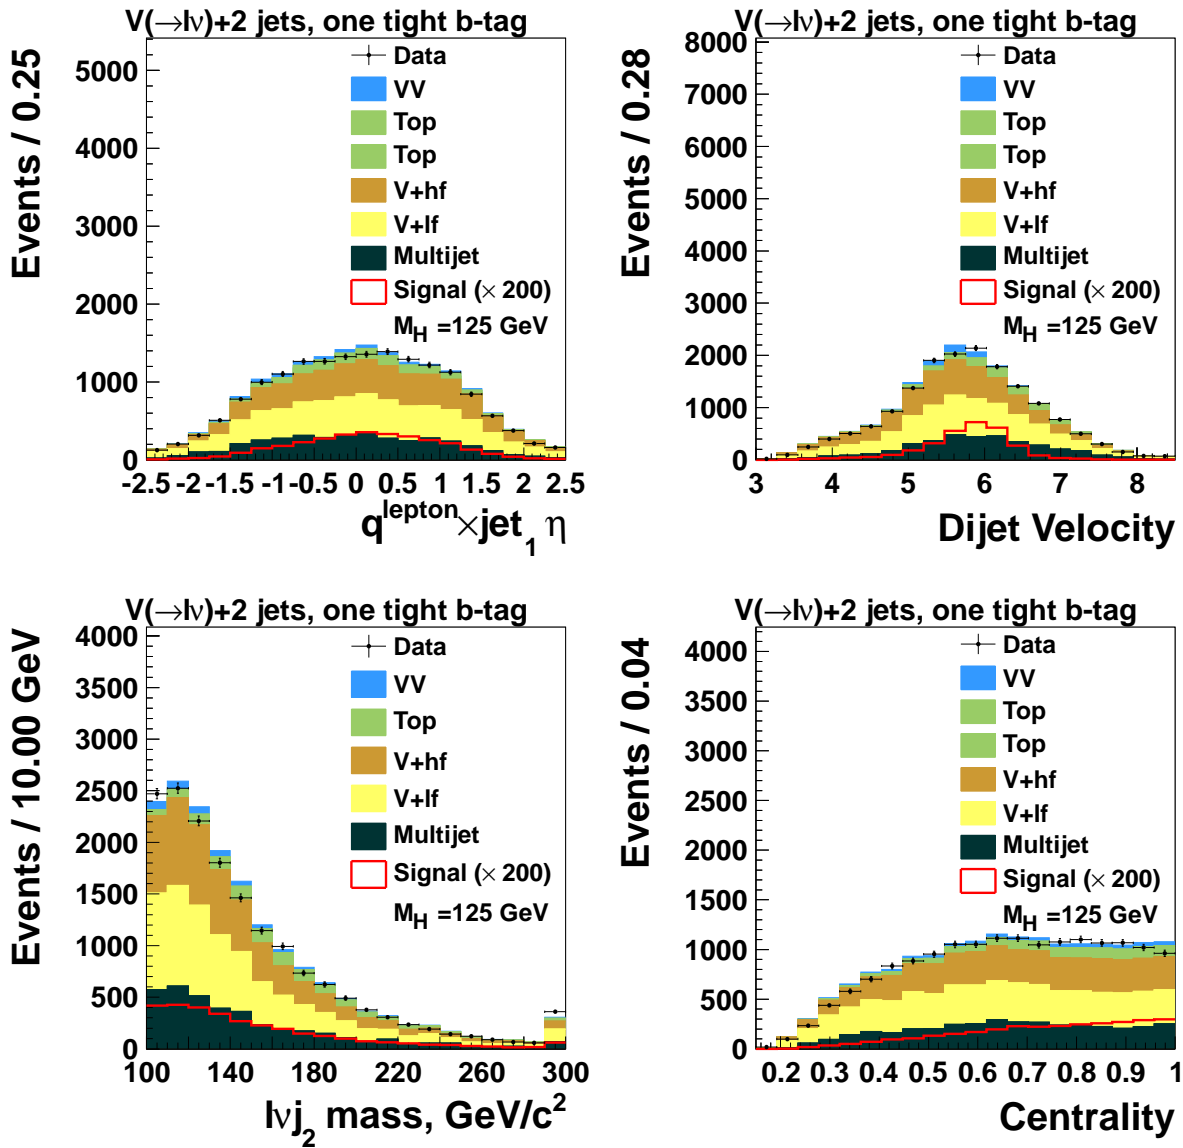 V(→lν)+2 jets, one tight b-tag
Events / 0.25
5000
4000
3000
2000
1000
0
-2.5 -2 -1.5 -1 -0.5 0 0.5 1 1.5 2 2.5
q^lepton ×jet_1 η
Data
VV
Top
Top
V+hf
V+lf
Multijet
Signal (× 200)
M_H =125 GeV
V(→lν)+2 jets, one tight b-tag
Events / 0.28
8000
7000
6000
5000
4000
3000
2000
1000
0
3 4 5 6 7 8
Dijet Velocity
Data
VV
Top
Top
V+hf
V+lf
Multijet
Signal (× 200)
M_H =125 GeV
V(→lν)+2 jets, one tight b-tag
Events / 10.00 GeV
4000
3500
3000
2500
2000
1500
1000
500
0
100 140 180 220 260 300
lνj_2 mass, GeV/c^2
Data
VV
Top
V+hf
V+lf
Multijet
Signal (× 200)
M_H =125 GeV
V(→lν)+2 jets, one tight b-tag
Events / 0.04
4000
3500
3000
2500
2000
1500
1000
500
0
0.2 0.3 0.4 0.5 0.6 0.7 0.8 0.9 1
Centrality
Data
VV
Top
Top
V+hf
V+lf
Multijet
Signal (× 200)
M_H =125 GeV